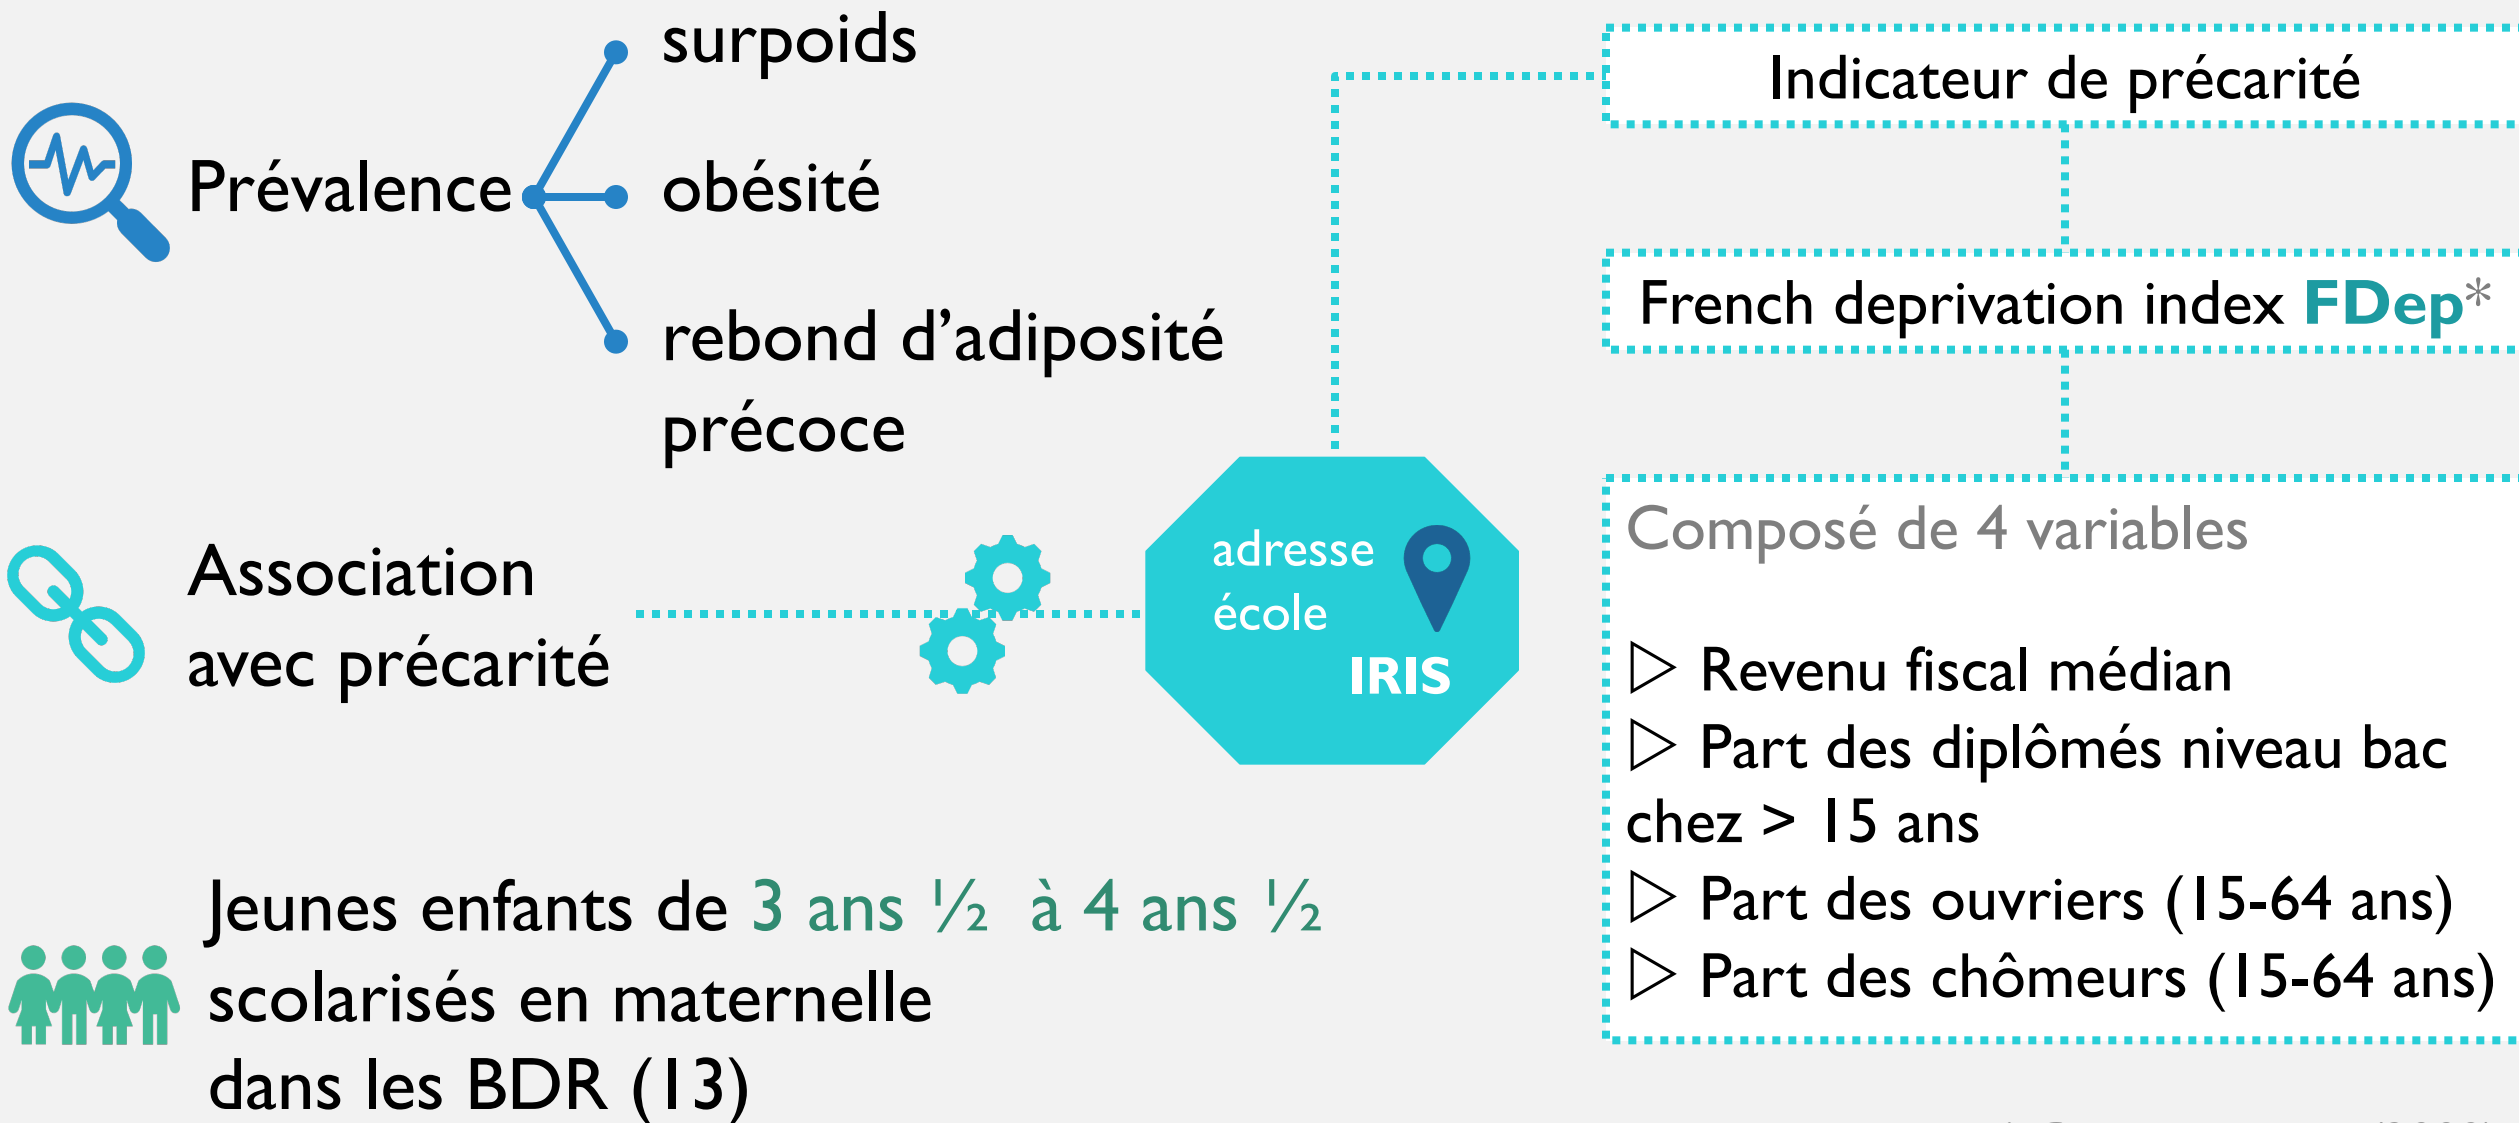 surpoids
Prévalence
obésité
rebond d’adiposité
précoce
Association
avec précarité
adresse
école
IRIS
Jeunes enfants de 3 ans ½ à 4 ans ½
scolarisés en maternelle
dans les BDR (13)
Indicateur de précarité
French deprivation index FDep*
Composé de 4 variables
▷ Revenu fiscal médian
▷ Part des diplômés niveau bac
chez > 15 ans
▷ Part des ouvriers (15-64 ans)
▷ Part des chômeurs (15-64 ans)